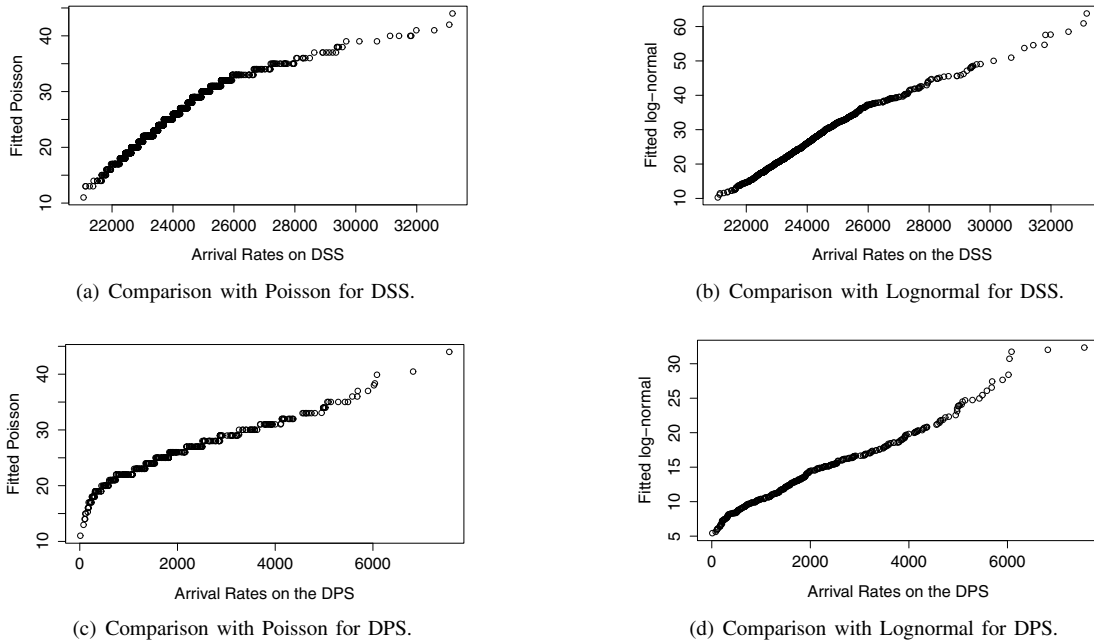 Fitted Poisson
10 20 30 40
22000 24000 26000 28000 30000 32000
Arrival Rates on DSS
(a) Comparison with Poisson for DSS.
Fitted log−normal
10 20 30 40 50 60
22000 24000 26000 28000 30000 32000
Arrival Rates on the DSS
(b) Comparison with Lognormal for DSS.
Fitted Poisson
10 20 30 40
0 2000 4000 6000
Arrival Rates on the DPS
(c) Comparison with Poisson for DPS.
Fitted log−normal
5 10 15 20 25 30
0 2000 4000 6000
Arrival Rates on the DPS
(d) Comparison with Lognormal for DPS.